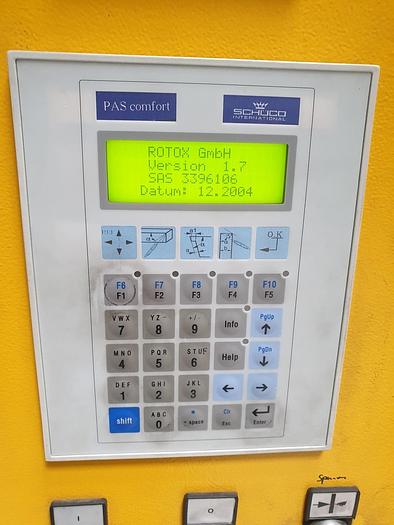 PAS comfort
SCHÜCO
INTERNATIONAL
ROTOX GmbH
Version 1.7
SAS 3396106
Datum: 12.2004
O.K
F6 F7 F8 F9 F10
F1 F2 F3 F4 F5
VWX YZ- +/· PgUp
7 8 9 Info
MNO PQR STU PgDn
4 5 6 Help
DEF GHI JKL
1 2 3
shift ABC * Clr
0 space Esc Enter
I O